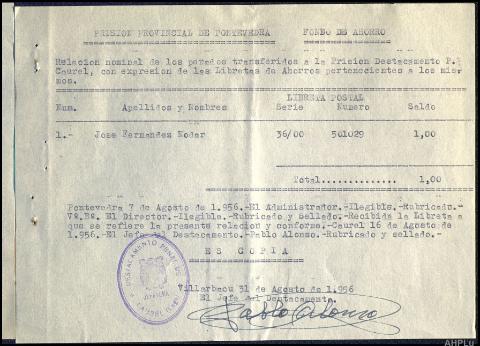 PRISION PROVINCIAL DE PONTEVEDRA FONDO DE AHORRO
Relacion nominal de los penados transferidos a la Prision Destacamento P.
Caurel, con expresion de las Libretas de Ahorros pertenecientes a los mis-
mos.
LIBRETA POSTAL
Num. Apellidos y Nombres Serie Numero Saldo
1.- Jose Fernandez Noder 36/00 501029 1,00
Total.............. 1,00
Pontevedra 7 de Agosto de 1.956.-El Administrador.-Ilegible.-Rubricado.-
Vº.Bº. El Director.-Ilegible.-Rubricado y sellado.-Recibida la Libreta a
que se refiere la presente relacion y conforme.-Caurel 16 de Agosto de
1.956.-El Jefe del Destacamento.-Pablo Alonso.-Rubricado y sellado.-
ES COPIA
Villarbacu 31 de Agosto de 1.956
El Jefe del Destacamento.
Pablo Alonso
DESTACAMENTO PENAL DE
CAUREL
AHPLu